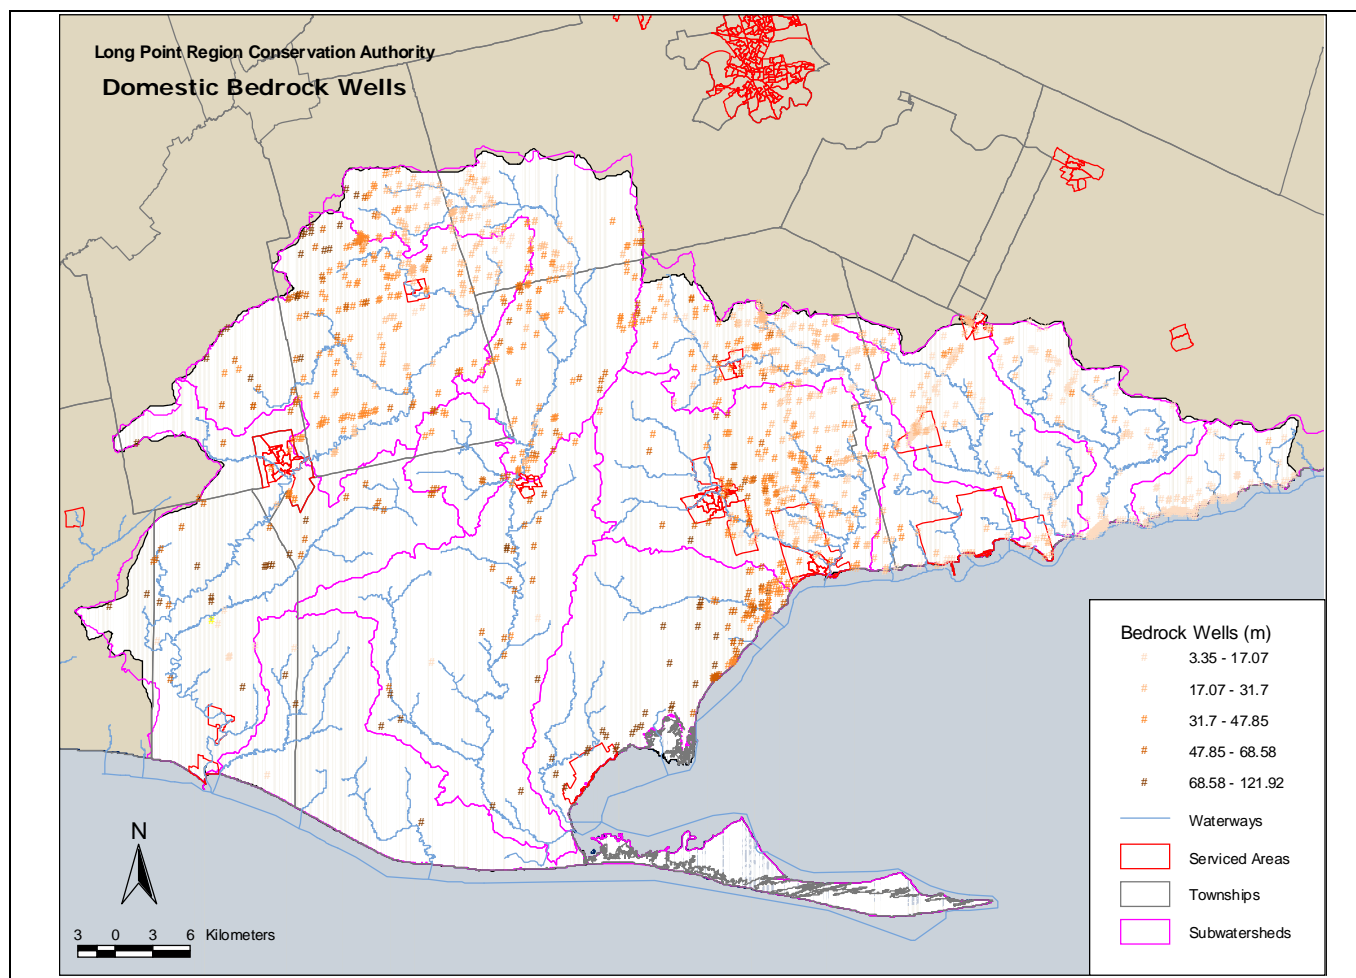 Long Point Region Conservation Authority
Domestic Bedrock Wells
Bedrock Wells (m)
# 3.35 - 17.07
# 17.07 - 31.7
# 31.7 - 47.85
# 47.85 - 68.58
# 68.58 - 121.92
Waterways
Serviced Areas
Townships
Subwatersheds
N
3 0 3 6 Kilometers